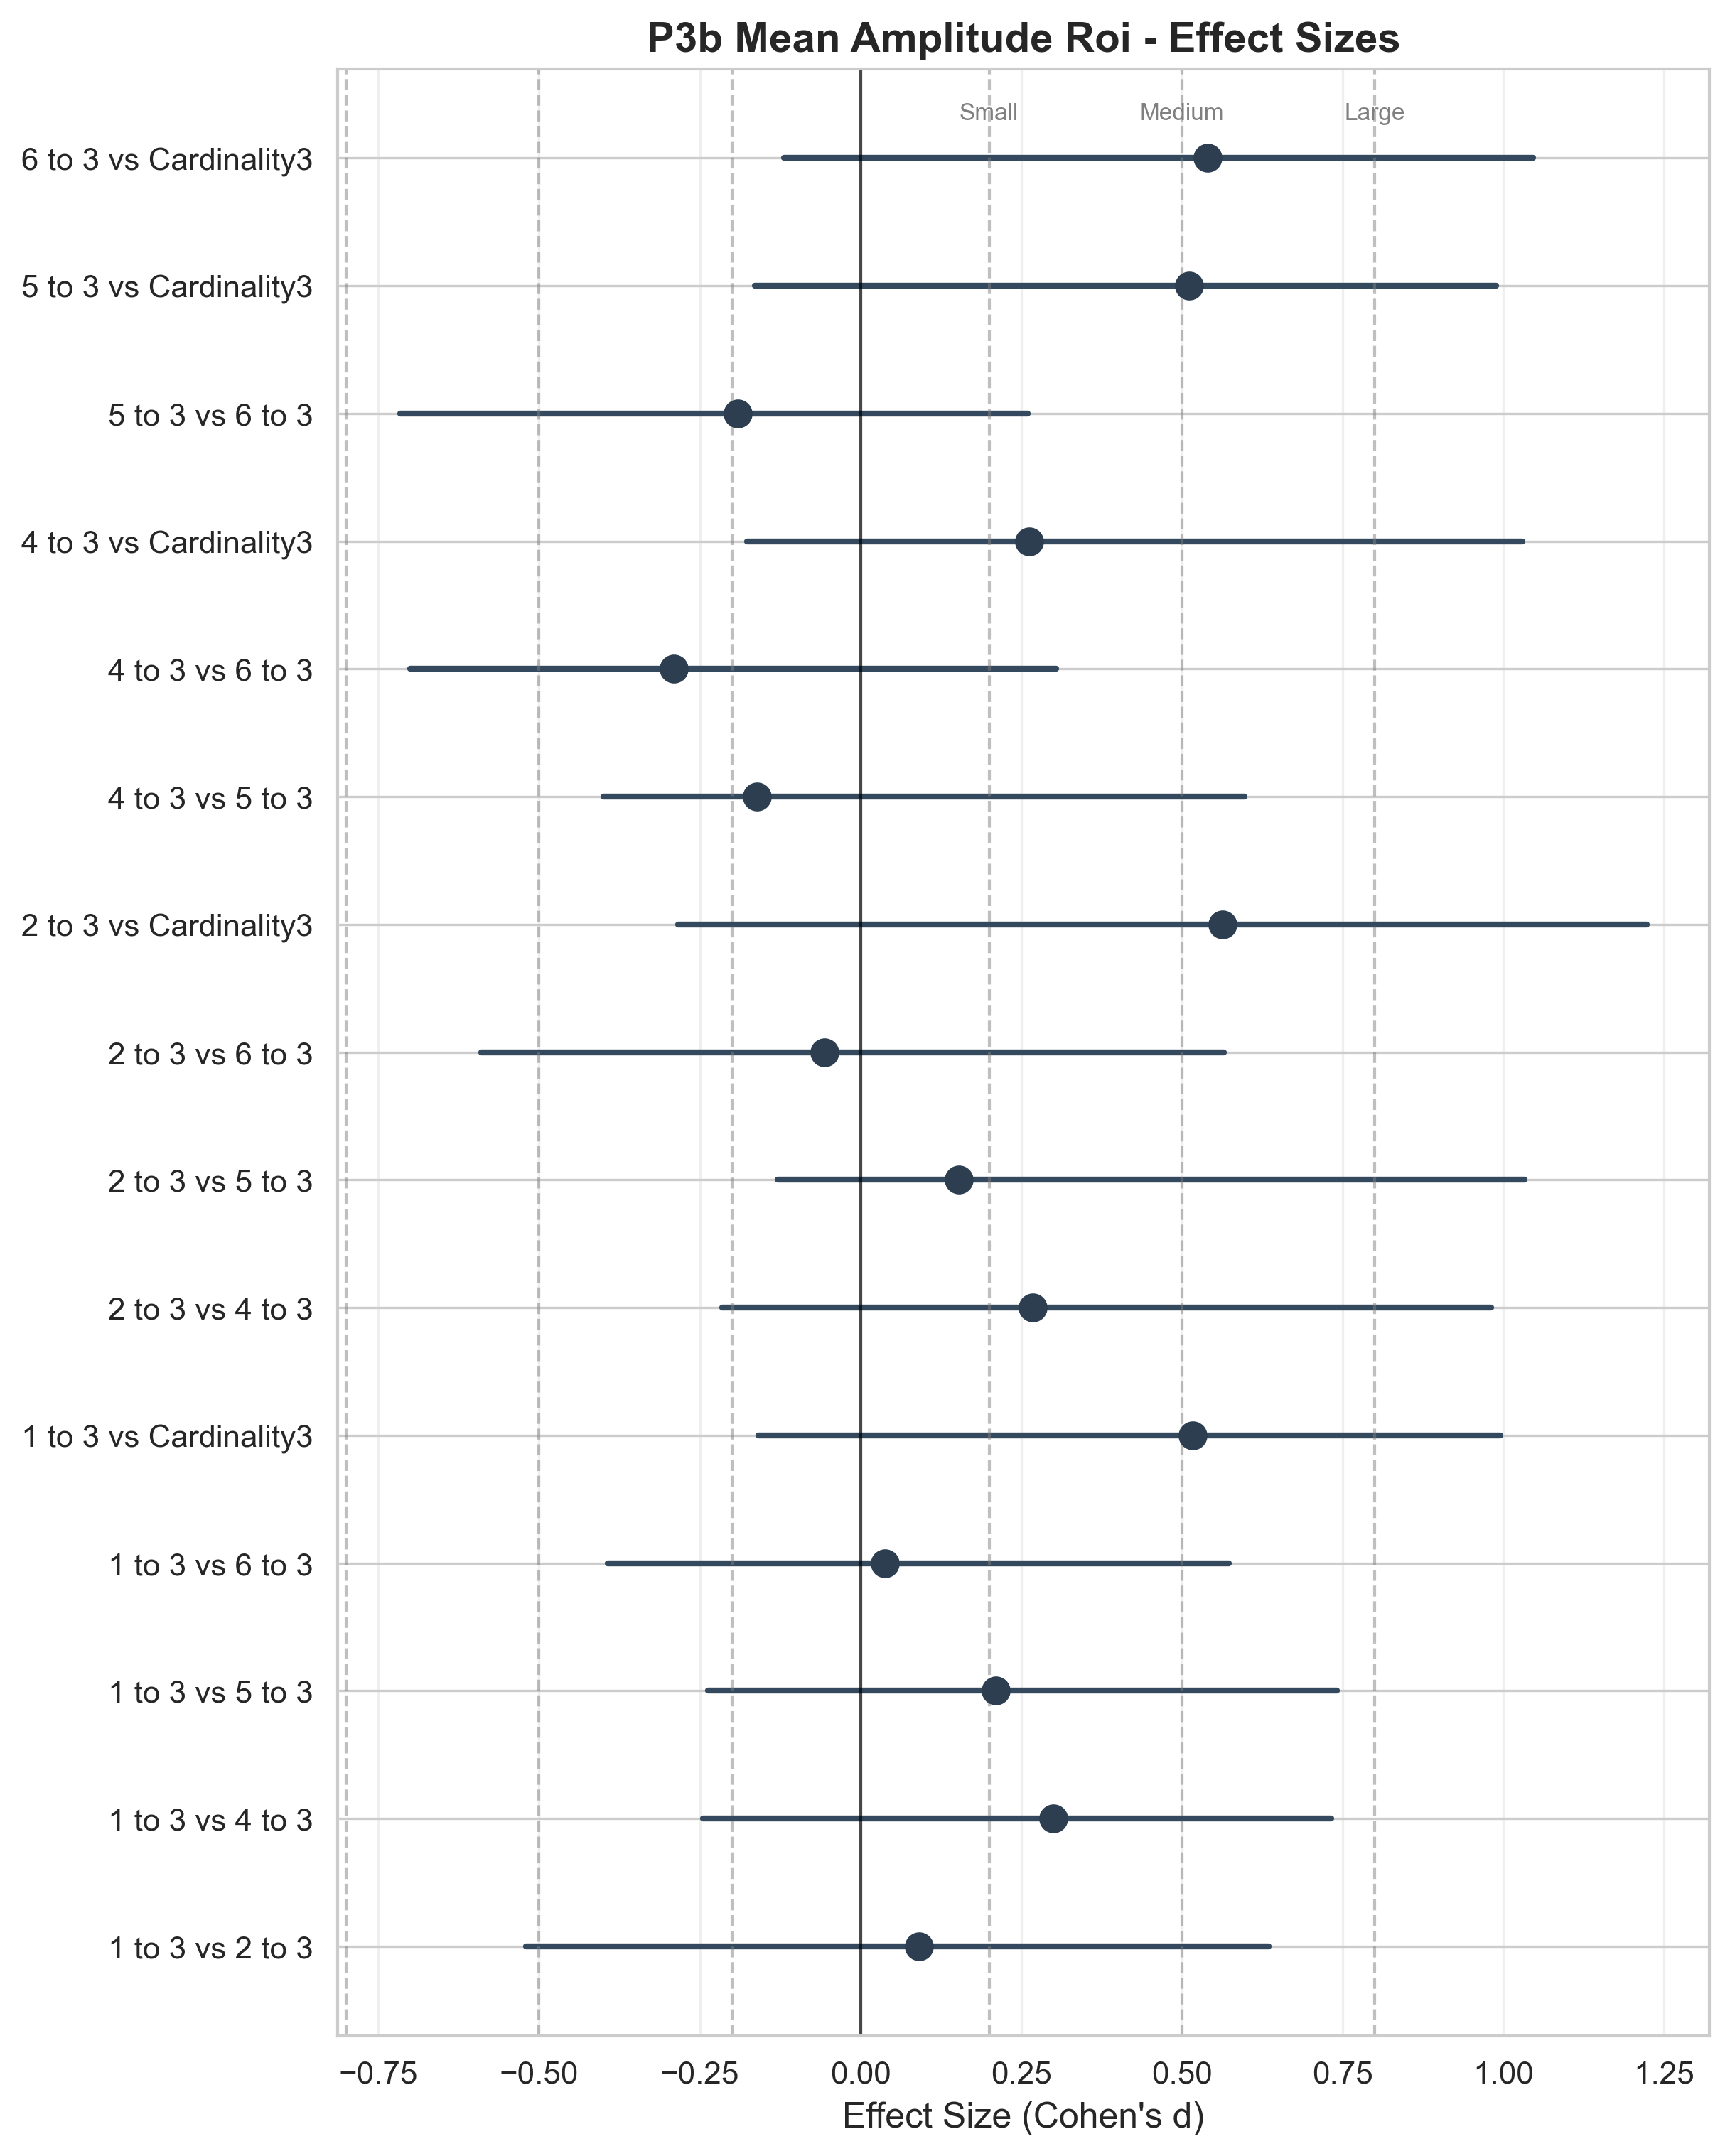 P3b Mean Amplitude Roi - Effect Sizes
Small Medium Large
6 to 3 vs Cardinality3
5 to 3 vs Cardinality3
5 to 3 vs 6 to 3
4 to 3 vs Cardinality3
4 to 3 vs 6 to 3
4 to 3 vs 5 to 3
2 to 3 vs Cardinality3
2 to 3 vs 6 to 3
2 to 3 vs 5 to 3
2 to 3 vs 4 to 3
1 to 3 vs Cardinality3
1 to 3 vs 6 to 3
1 to 3 vs 5 to 3
1 to 3 vs 4 to 3
1 to 3 vs 2 to 3
−0.75 −0.50 −0.25 0.00 0.25 0.50 0.75 1.00 1.25
Effect Size (Cohen's d)